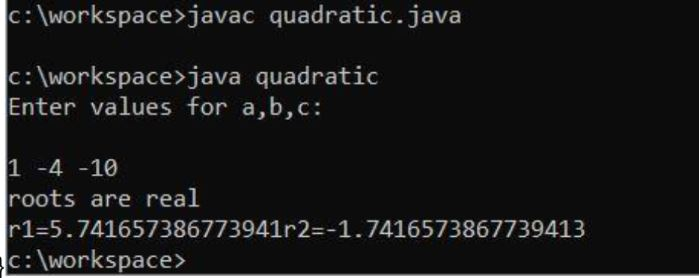 c:\workspace>javac quadratic.java
c:\workspace>java quadratic
Enter values for a,b,c:
1 -4 -10
roots are real
r1=5.741657386773941r2=-1.7416573867739413
}c:\workspace>